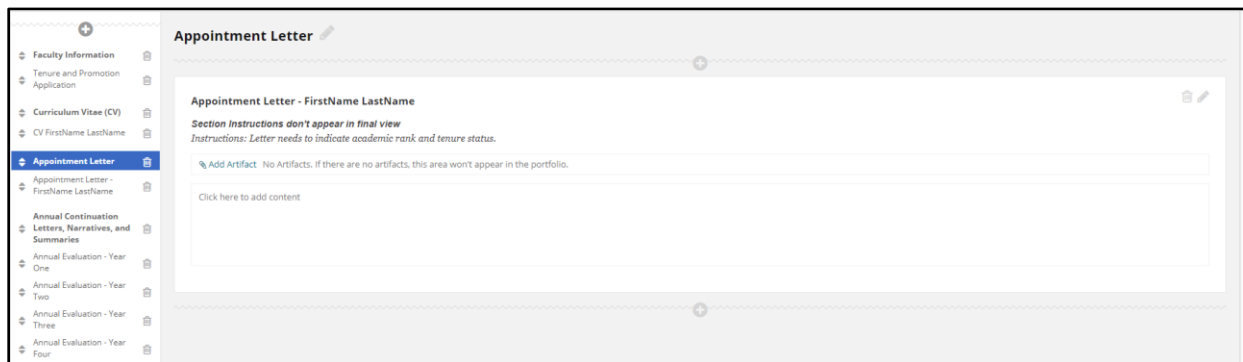 Faculty Information
Tenure and Promotion
Application
Curriculum Vitae (CV)
CV FirstName LastName
Appointment Letter
Appointment Letter -
FirstName LastName
Annual Continuation
Letters, Narratives, and
Summaries
Annual Evaluation - Year
One
Annual Evaluation - Year
Two
Annual Evaluation - Year
Three
Annual Evaluation - Year
Four
Appointment Letter
Appointment Letter - FirstName LastName
Section Instructions don't appear in final view
Instructions: Letter needs to indicate academic rank and tenure status.
Add Artifact No Artifacts. If there are no artifacts, this area won't appear in the portfolio.
Click here to add content